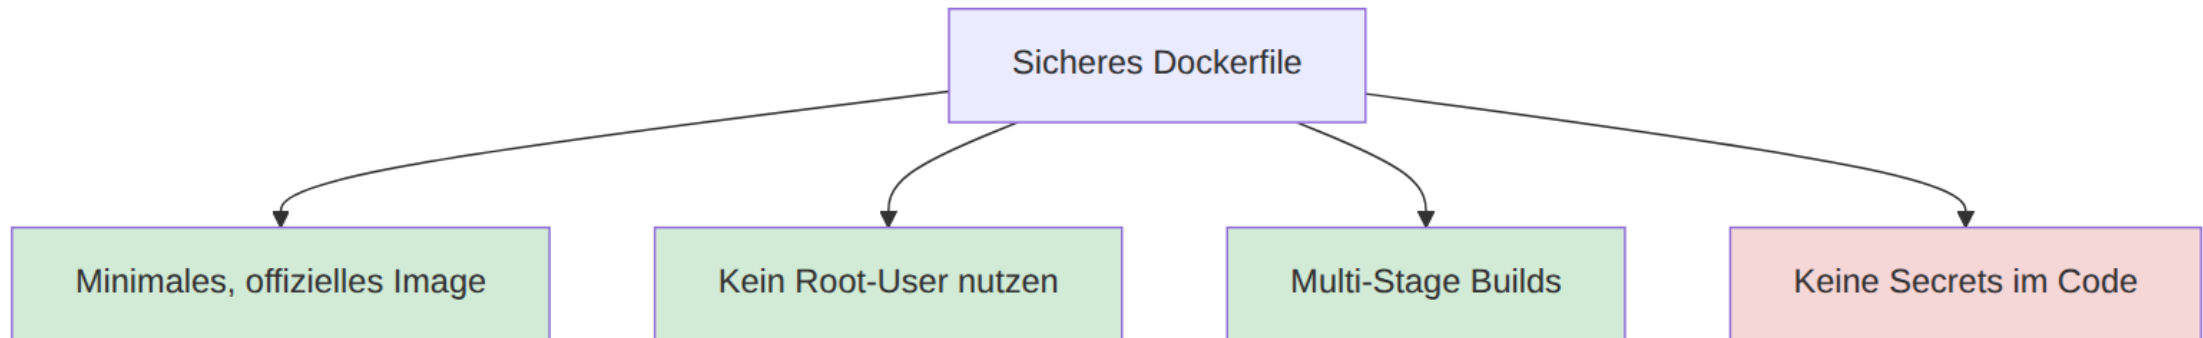 Sicheres Dockerfile
Minimales, offizielles Image
Kein Root-User nutzen
Multi-Stage Builds
Keine Secrets im Code